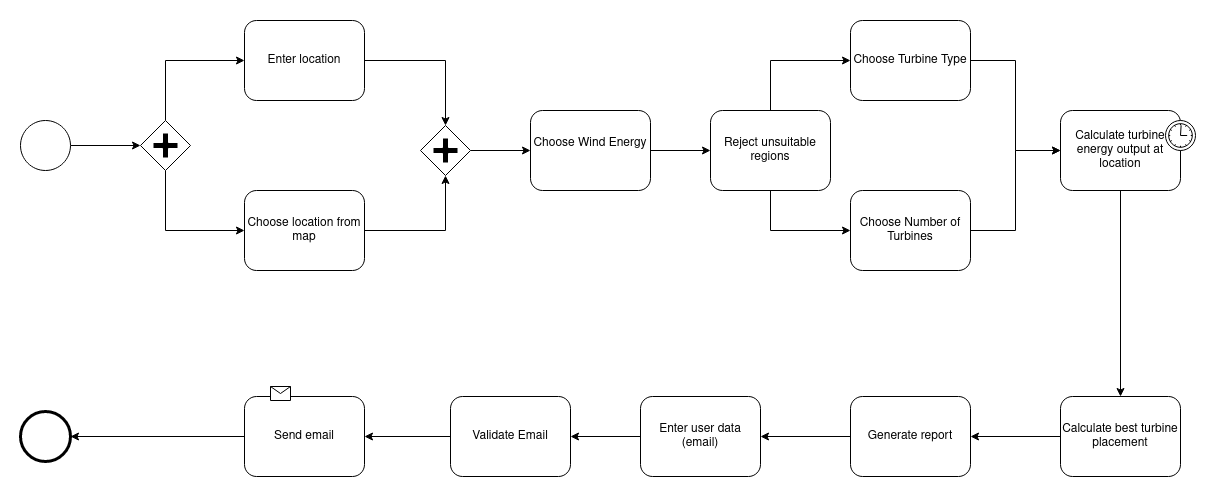 Enter location
Choose location from
map
Choose Wind Energy
Reject unsuitable
regions
Choose Turbine Type
Choose Number of
Turbines
Calculate turbine
energy output at
location
Calculate best turbine
placement
Generate report
Enter user data
(email)
Validate Email
Send email